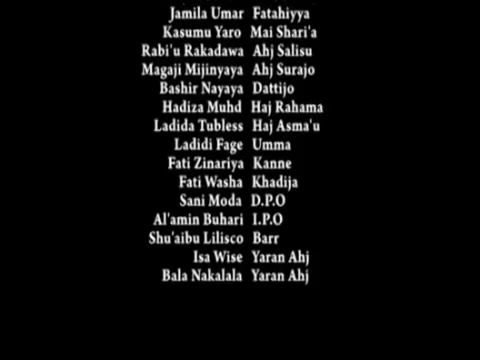 Jamila Umar Fatahiyya
Kasumu Yaro Mai Shari'a
Rabi'u Rakadawa Ahj Salisu
Magaji Mijinyaya Ahj Surajo
Bashir Nayaya Dattijo
Hadiza Muhd Haj Rahama
Ladida Tubless Haj Asma'u
Ladidi Fage Umma
Fati Zinariya Kanne
Fati Washa Khadija
Sani Moda D.P.O
Al'amin Buhari I.P.O
Shu'aibu Lilisco Barr
Isa Wise Yaran Ahj
Bala Nakalala Yaran Ahj